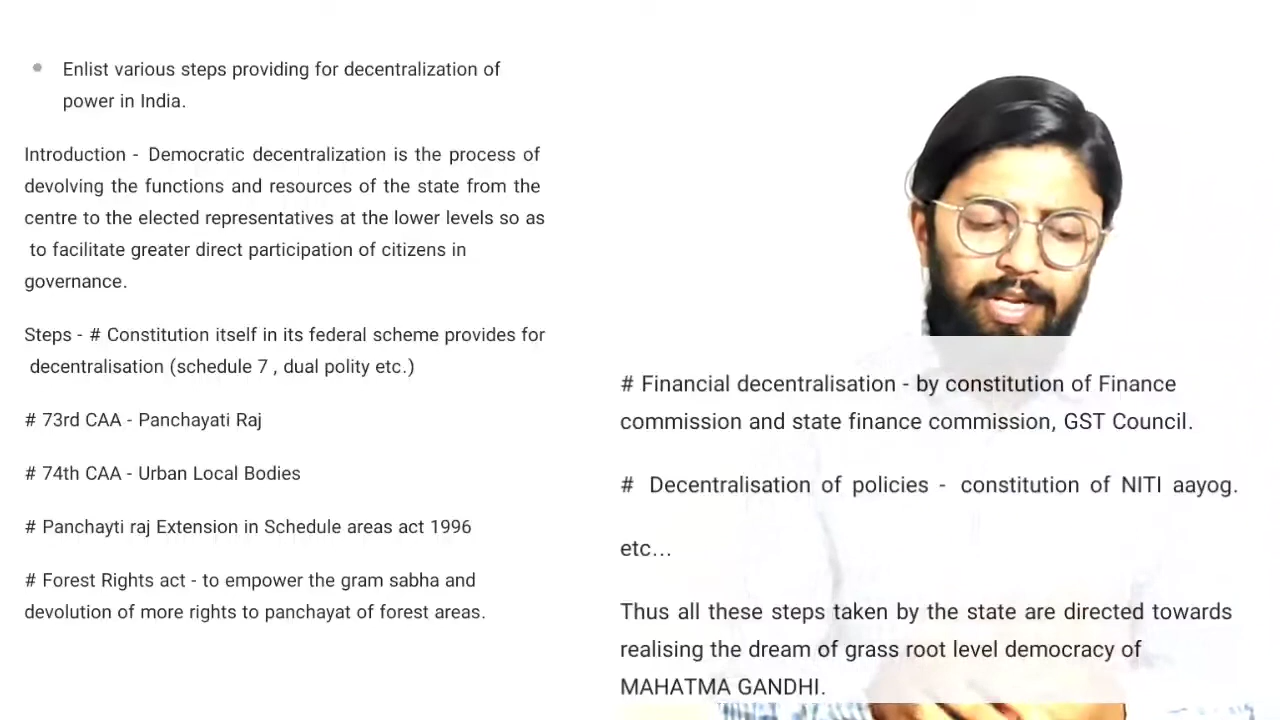 Enlist various steps providing for decentralization of
power in India.
Introduction - Democratic decentralization is the process of
devolving the functions and resources of the state from the
centre to the elected representatives at the lower levels so as
to facilitate greater direct participation of citizens in
governance.
Steps - # Constitution itself in its federal scheme provides for
decentralisation (schedule 7 , dual polity etc.)
# 73rd CAA - Panchayati Raj
# 74th CAA - Urban Local Bodies
# Panchayti raj Extension in Schedule areas act 1996
# Forest Rights act - to empower the gram sabha and
devolution of more rights to panchayat of forest areas.
# Financial decentralisation - by constitution of Finance
commission and state finance commission, GST Council.
# Decentralisation of policies - constitution of NITI aayog.
etc...
Thus all these steps taken by the state are directed towards
realising the dream of grass root level democracy of
MAHATMA GANDHI.